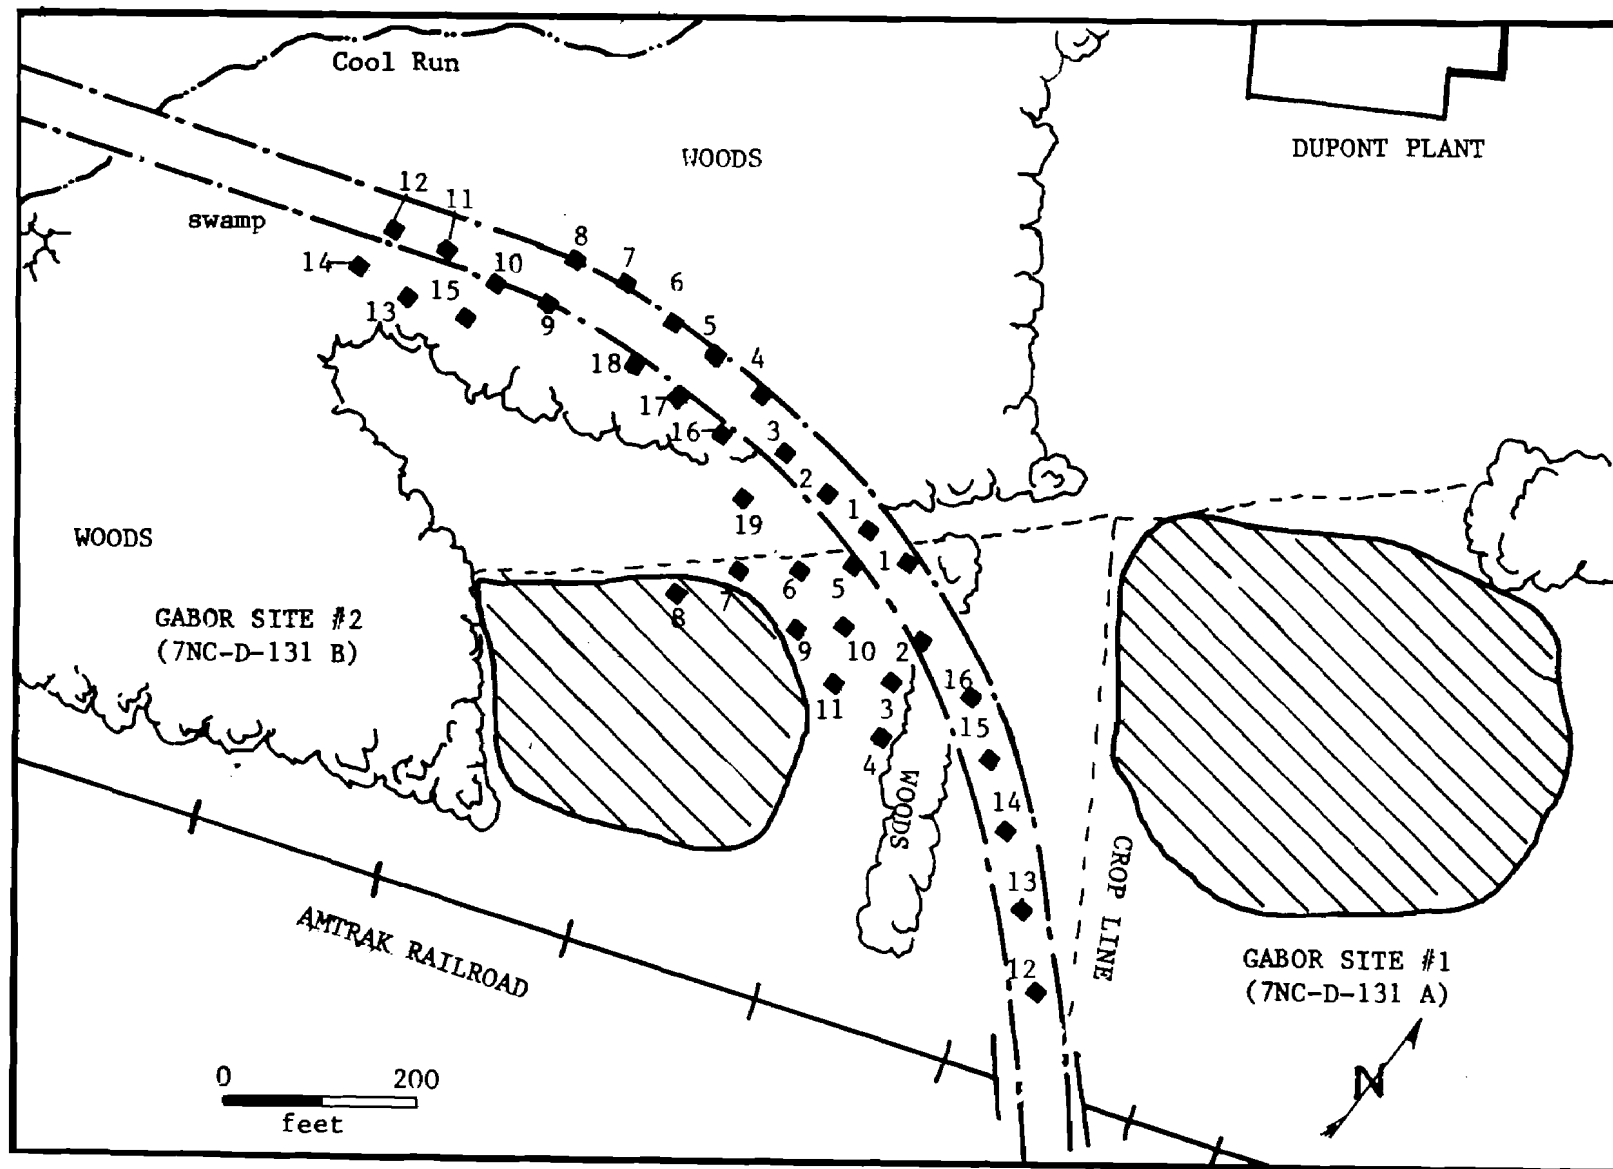 Cool Run
WOODS
DUPONT PLANT
12
11
swamp
8
7
14
10
15
6
13
9
5
18
4
17
16
3
2
19
1
1
WOODS
7
6
5
8
GABOR SITE #2
(7NC-D-131 B)
9
10
2
16
11
3
15
4
WOODS
14
CROP LINE
13
AMTRAK RAILROAD
12
GABOR SITE #1
(7NC-D-131 A)
N
0 200
feet